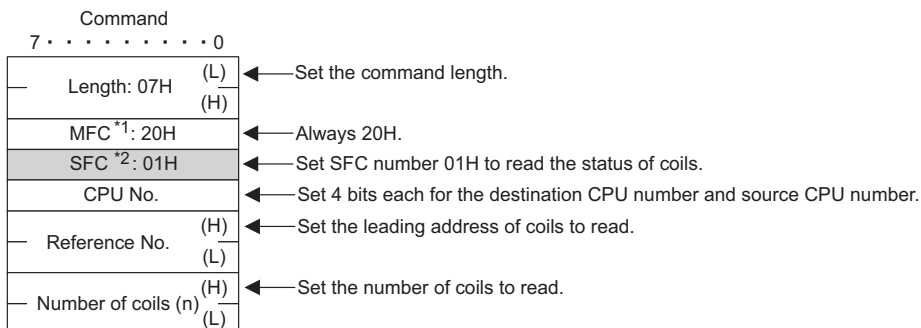 Command
7 · · · · · · · · · 0
Length: 07H (L) (H) Set the command length.
MFC *1: 20H Always 20H.
SFC *2: 01H Set SFC number 01H to read the status of coils.
CPU No. Set 4 bits each for the destination CPU number and source CPU number.
Reference No. (H) (L) Set the leading address of coils to read.
Number of coils (n) (H) (L) Set the number of coils to read.